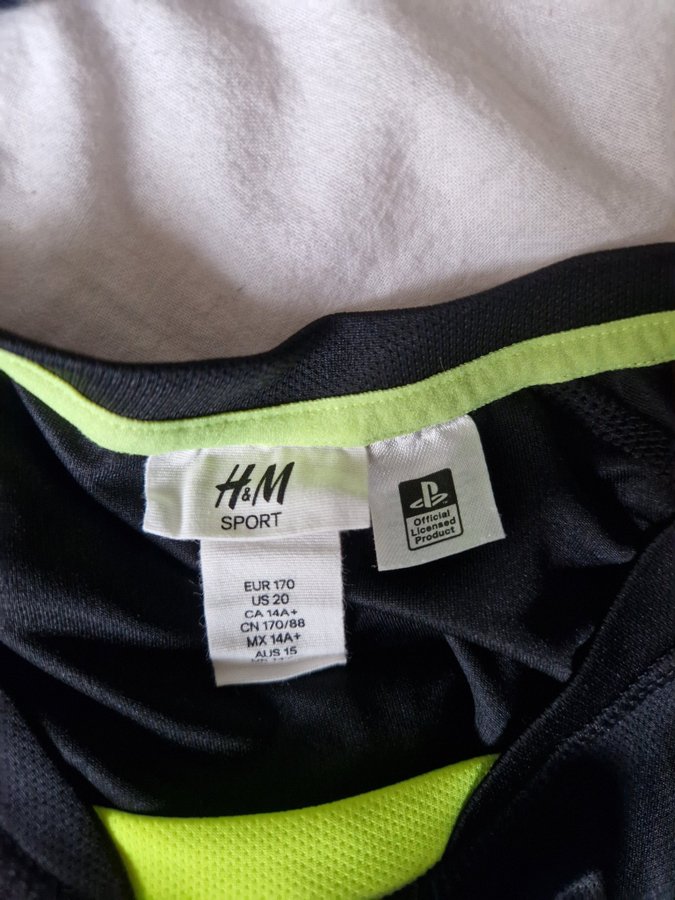 H&M
SPORT
EUR 170
US 20
CA 14A+
CN 170/88
MX 14A+
AUS 15
Official
Licensed
Product